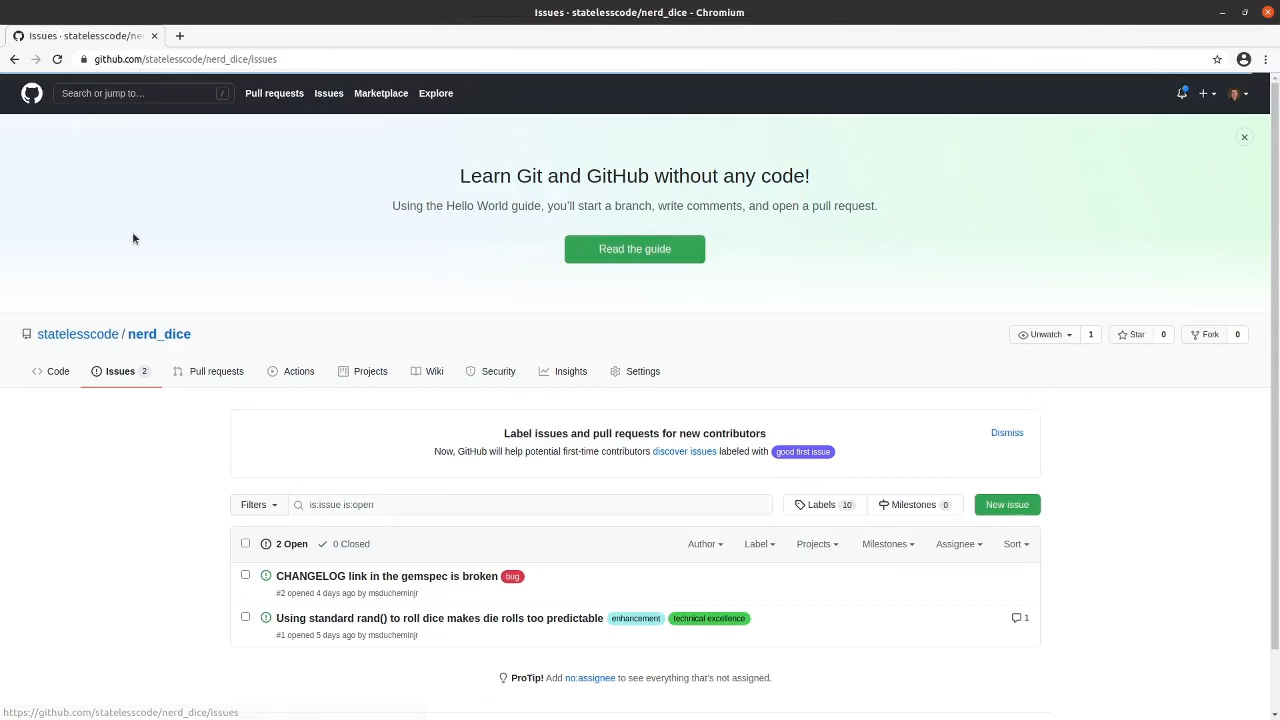 Issues · statelesscode/nerd_dice - Chromium
Issues · statelesscode/ner
github.com/statelesscode/nerd_dice/issues
Search or jump to… / Pull requests Issues Marketplace Explore
Learn Git and GitHub without any code!
Using the Hello World guide, you'll start a branch, write comments, and open a pull request.
Read the guide
statelesscode / nerd_dice Unwatch 1 Star 0 Fork 0
Code Issues 2 Pull requests Actions Projects Wiki Security Insights Settings
Label issues and pull requests for new contributors Dismiss
Now, GitHub will help potential first-time contributors discover issues labeled with good first issue
Filters is:issue is:open Labels 10 Milestones 0 New issue
2 Open 0 Closed Author Label Projects Milestones Assignee Sort
CHANGELOG link in the gemspec is broken bug
#2 opened 4 days ago by msducheminjr
Using standard rand() to roll dice makes die rolls too predictable enhancement technical excellence 1
#1 opened 5 days ago by msducheminjr
ProTip! Add no:assignee to see everything that's not assigned.
https://github.com/statelesscode/nerd_dice/issues